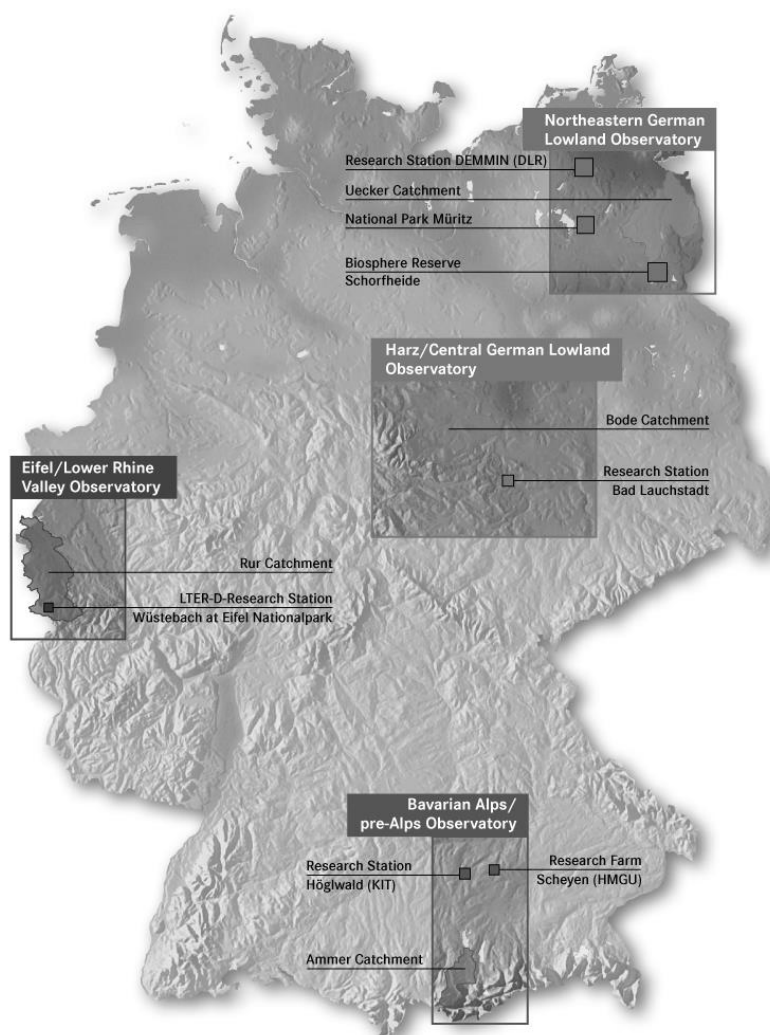 Northeastern German
Lowland Observatory
Research Station DEMMIN (DLR)
Uecker Catchment
National Park Müritz
Biosphere Reserve
Schorfheide
Harz/Central German Lowland
Observatory
Bode Catchment
Research Station
Bad Lauchstadt
Eifel/Lower Rhine
Valley Observatory
Rur Catchment
LTER-D-Research Station
Wüstebach at Eifel Nationalpark
Bavarian Alps/
pre-Alps Observatory
Research Station
Höglwald (KIT)
Research Farm
Scheyen (HMGU)
Ammer Catchment